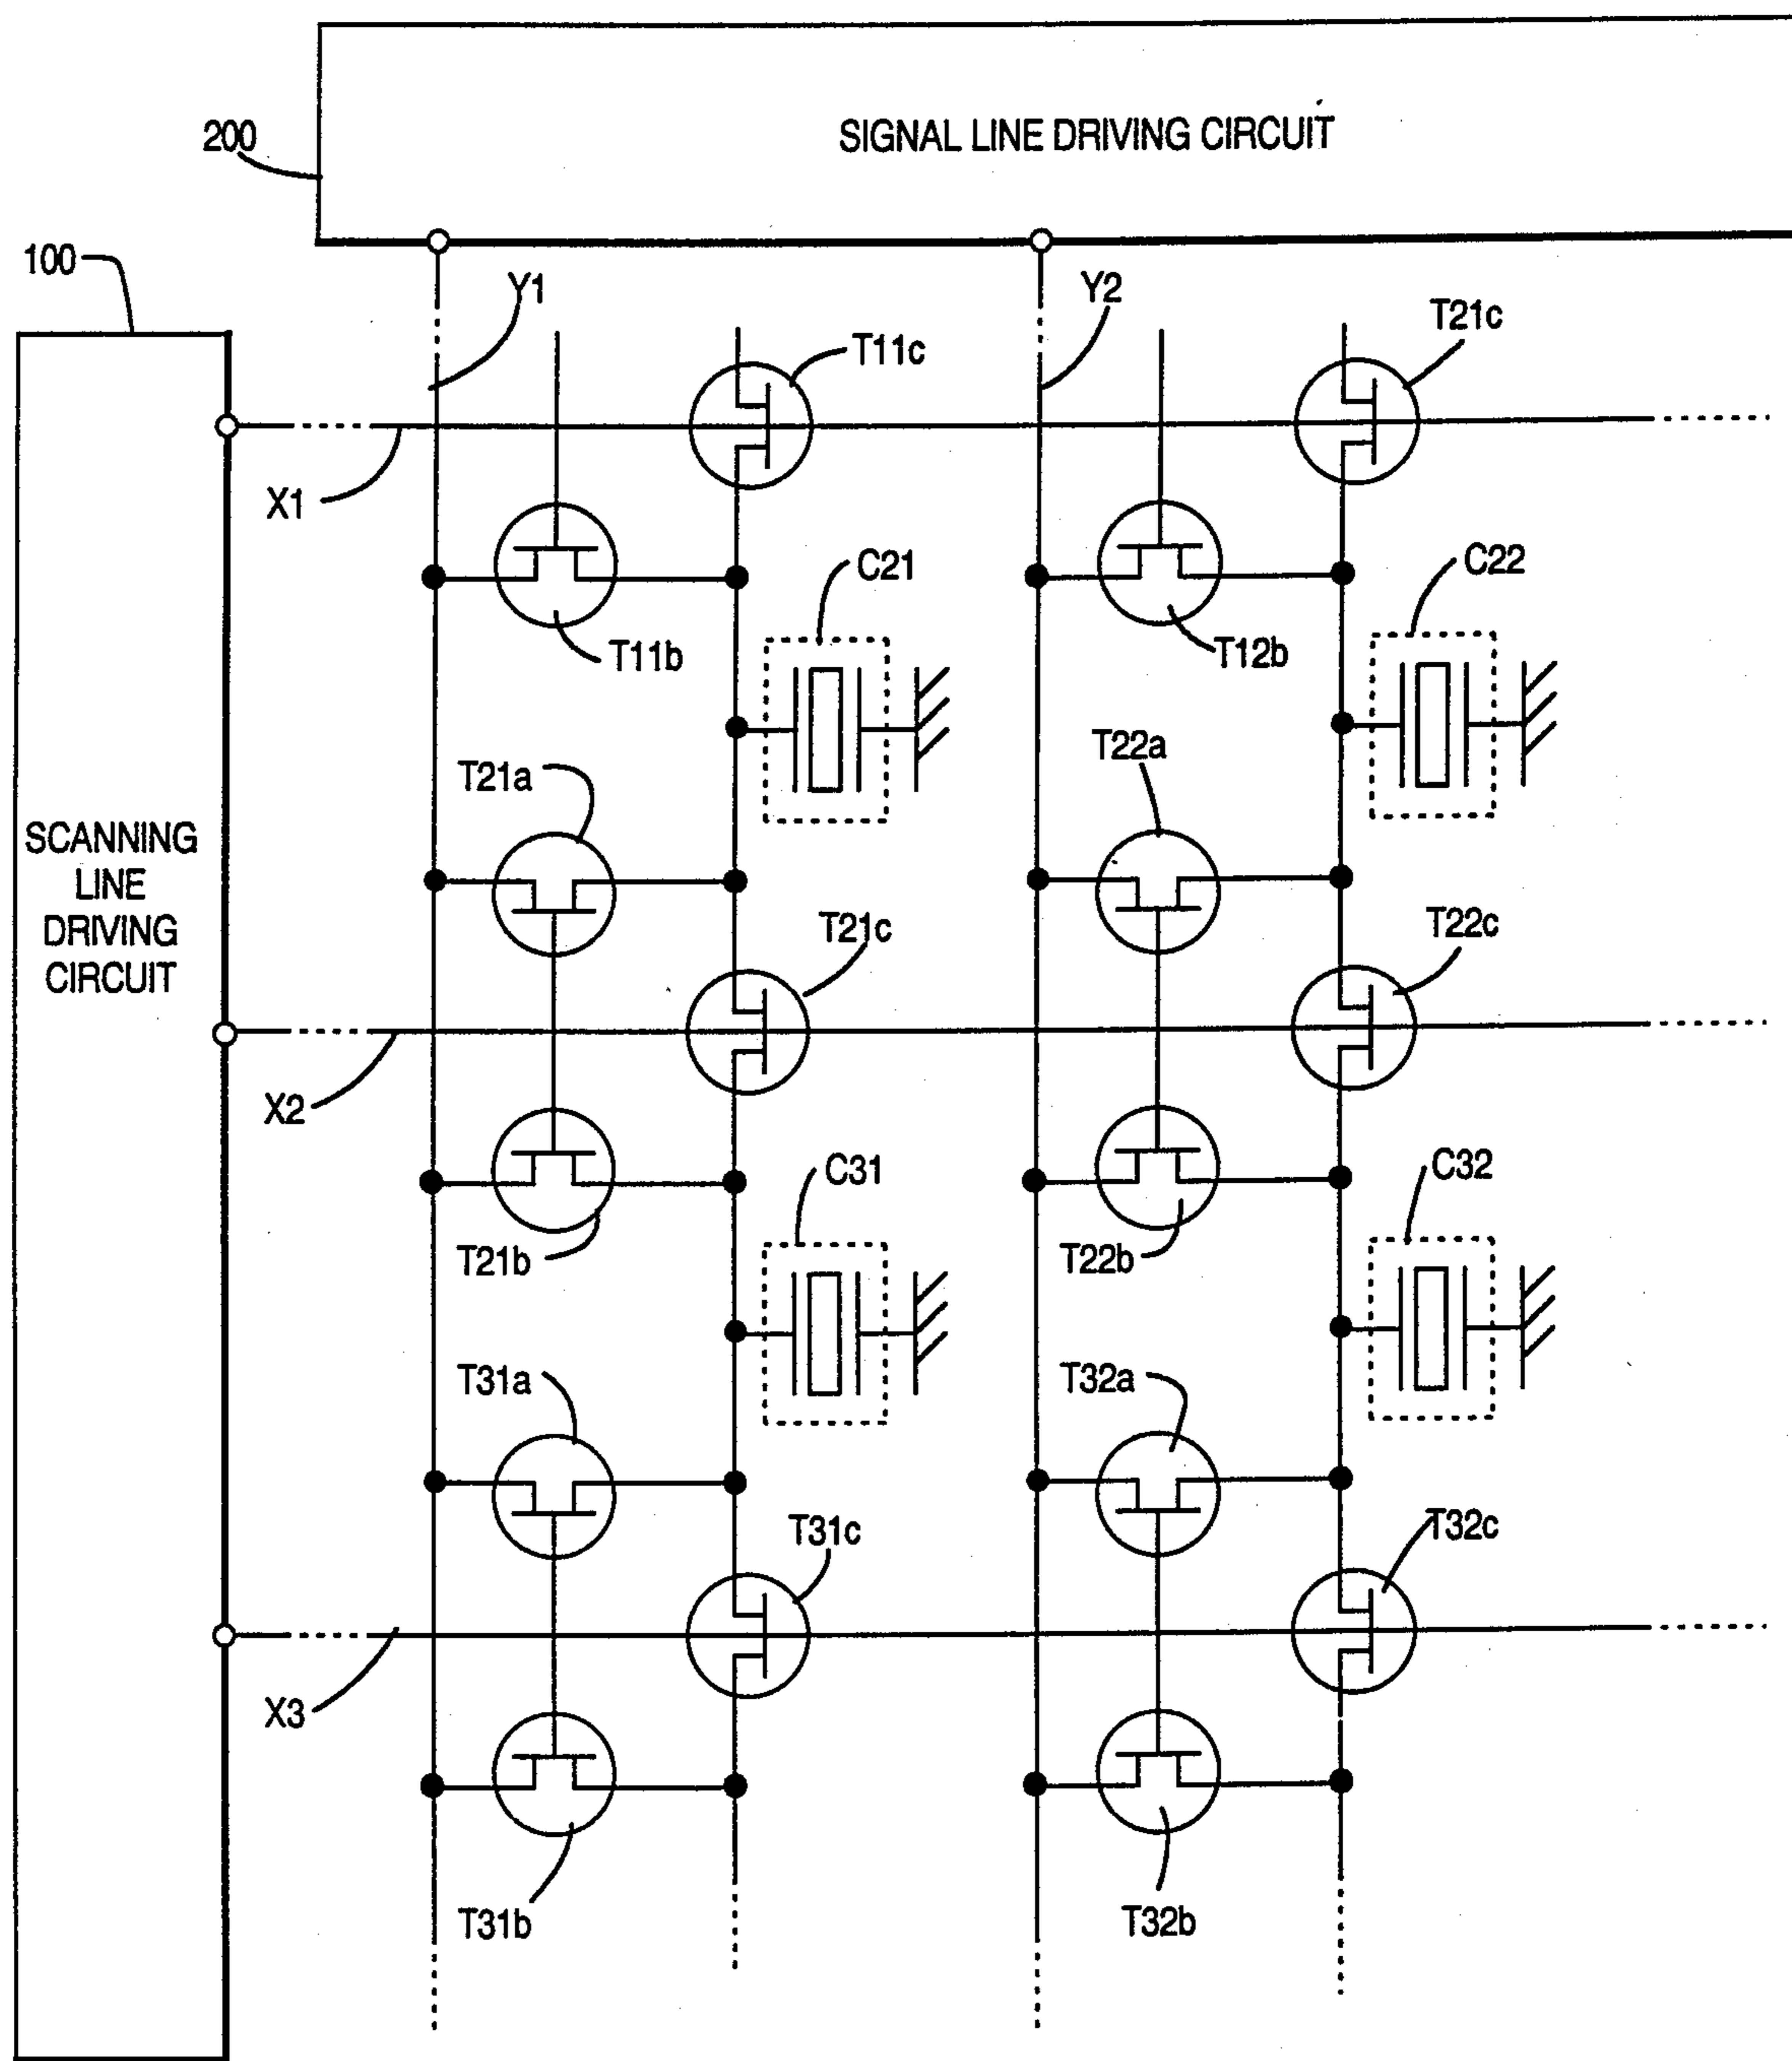 SIGNAL LINE DRIVING CIRCUIT
200
100
Y1
Y2
T21c
T11c
X1
C21
C22
T11b
T12b
T21a
T22a
SCANNING
LINE
DRIVING
CIRCUIT
T21c
T22c
X2
C31
C32
T21b
T22b
T31a
T32a
T31c
T32c
X3
T31b
T32b